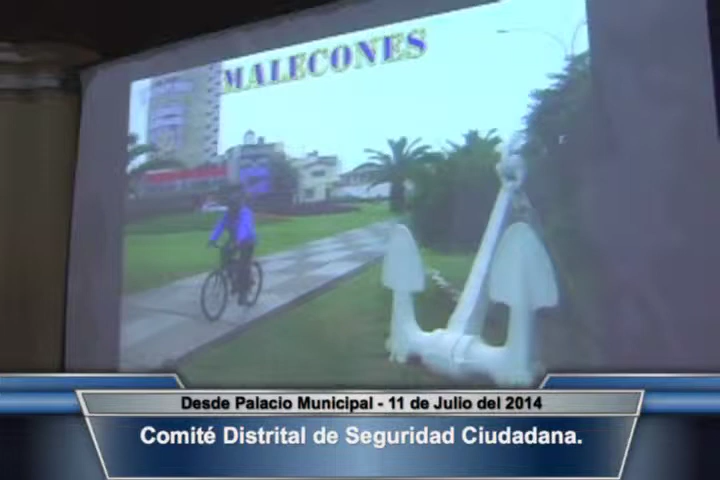 MALECONES
Desde Palacio Municipal - 11 de Julio del 2014
Comité Distrital de Seguridad Ciudadana.